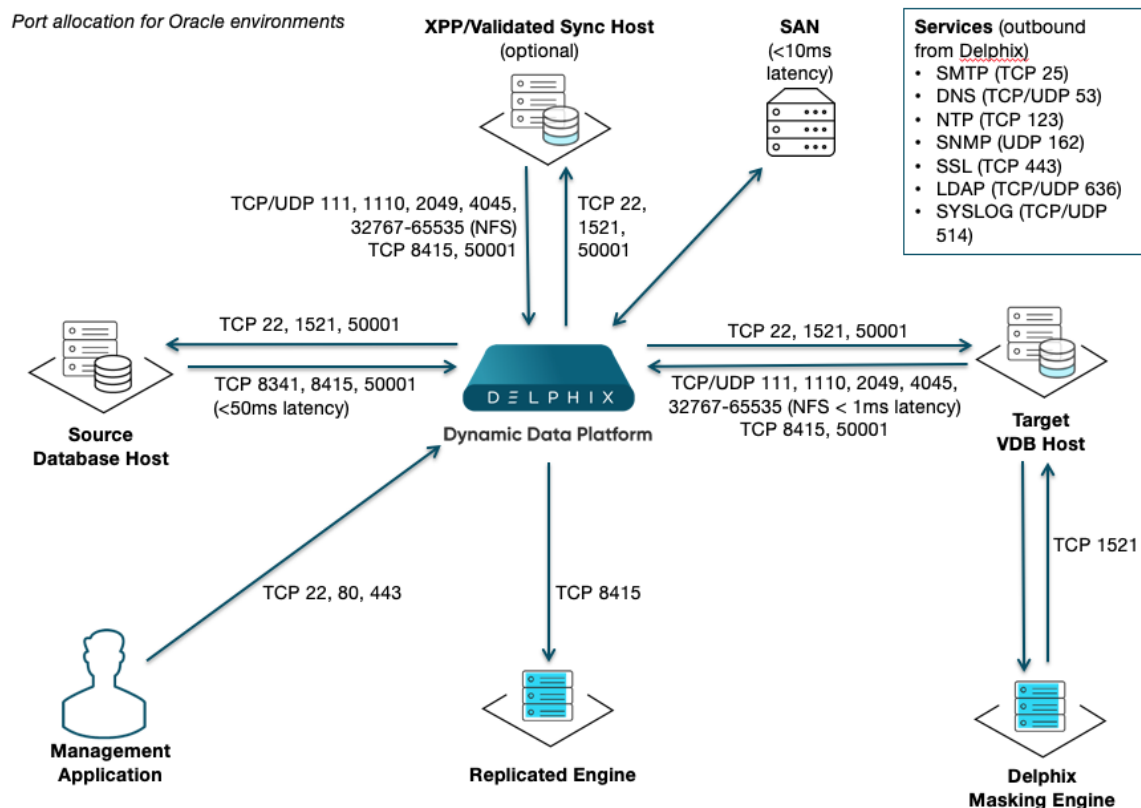 Port allocation for Oracle environments
XPP/Validated Sync Host
(optional)
SAN
(<10ms
latency)
Services (outbound
from Delphix)
• SMTP (TCP 25)
• DNS (TCP/UDP 53)
• NTP (TCP 123)
• SNMP (UDP 162)
• SSL (TCP 443)
• LDAP (TCP/UDP 636)
• SYSLOG (TCP/UDP
514)
TCP/UDP 111, 1110, 2049, 4045,
32767-65535 (NFS)
TCP 8415, 50001
TCP 22,
1521,
50001
TCP 22, 1521, 50001
TCP 8341, 8415, 50001
(<50ms latency)
Source
Database Host
DELPHIX
Dynamic Data Platform
TCP 22, 1521, 50001
TCP/UDP 111, 1110, 2049, 4045,
32767-65535 (NFS < 1ms latency)
TCP 8415, 50001
Target
VDB Host
TCP 1521
TCP 22, 80, 443
TCP 8415
Management
Application
Replicated Engine
Delphix
Masking Engine